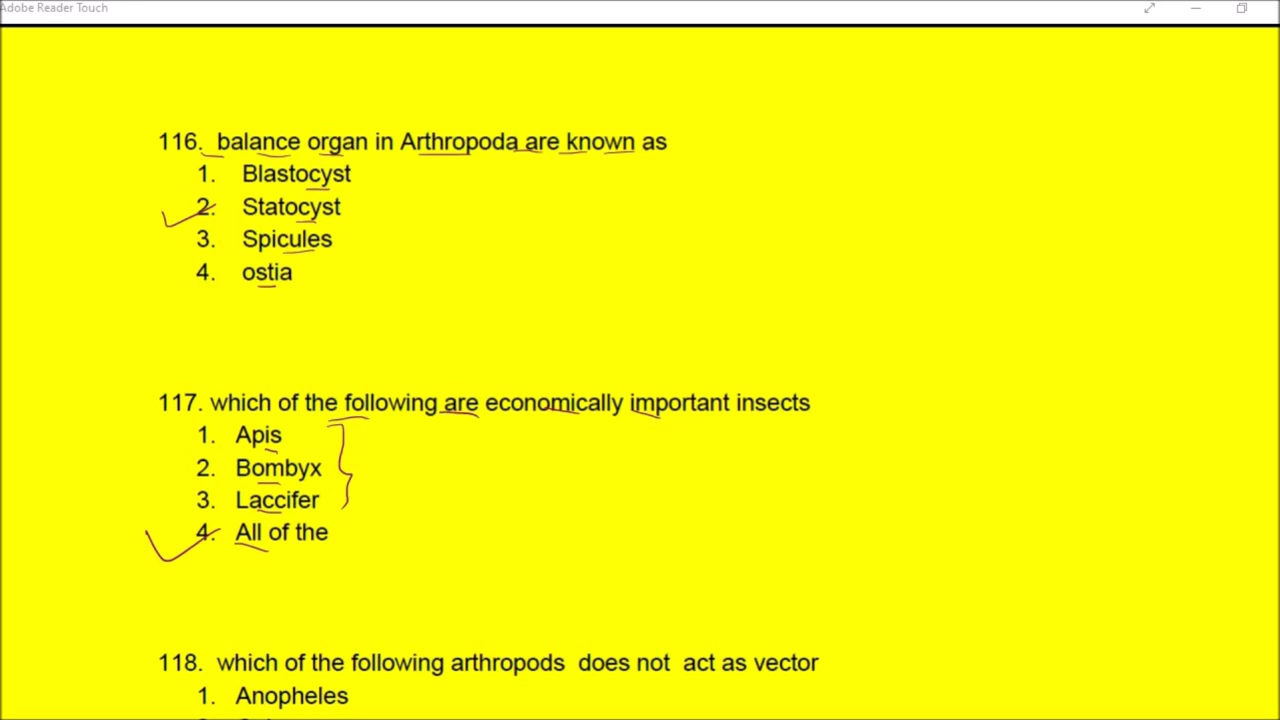 Adobe Reader Touch
116. balance organ in Arthropoda are known as
1. Blastocyst
2. Statocyst
3. Spicules
4. ostia
117. which of the following are economically important insects
1. Apis
2. Bombyx
3. Laccifer
4. All of the
118. which of the following arthropods does not act as vector
1. Anopheles